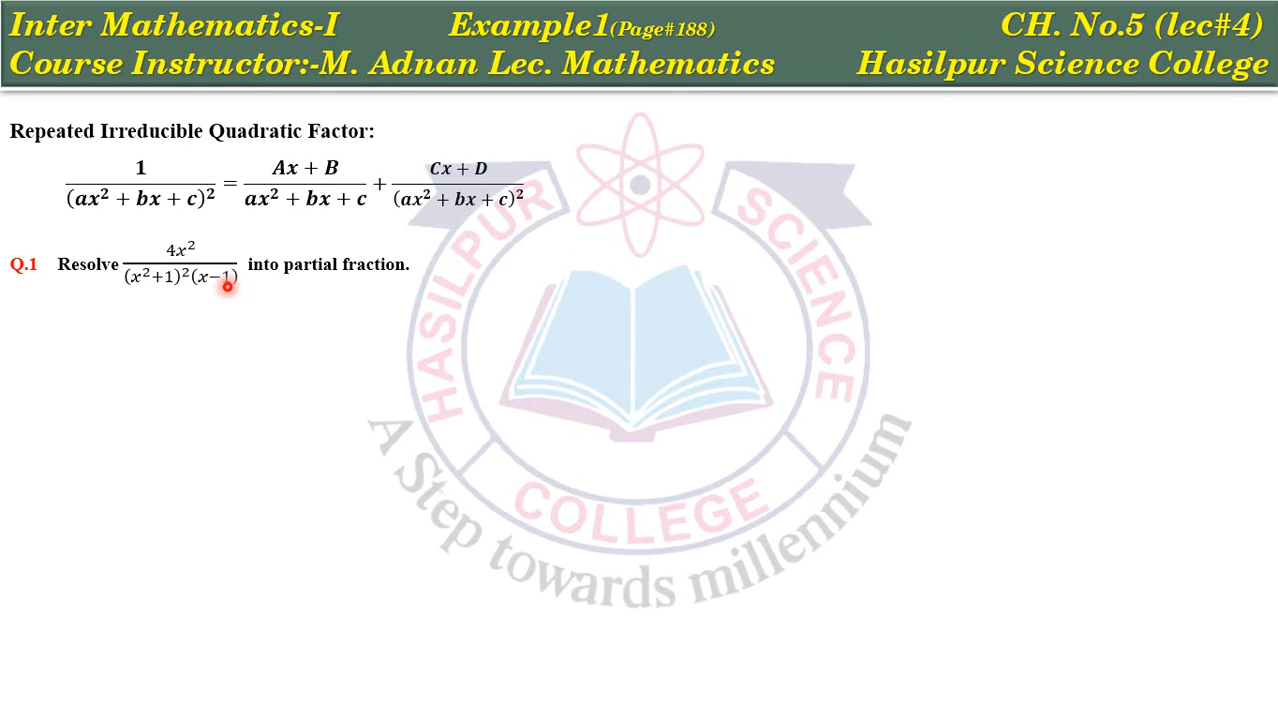 Inter Mathematics-I Example1(Page#188) CH. No.5 (lec#4)
Course Instructor:-M. Adnan Lec. Mathematics Hasilpur Science College
Repeated Irreducible Quadratic Factor:
1/(ax² + bx + c)² = (Ax + B)/(ax² + bx + c) + (Cx + D)/(ax² + bx + c)²
Q.1 Resolve 4x²/((x²+1)²(x−1)) into partial fraction.
HASILPUR SCIENCE
COLLEGE
A Step towards millennium